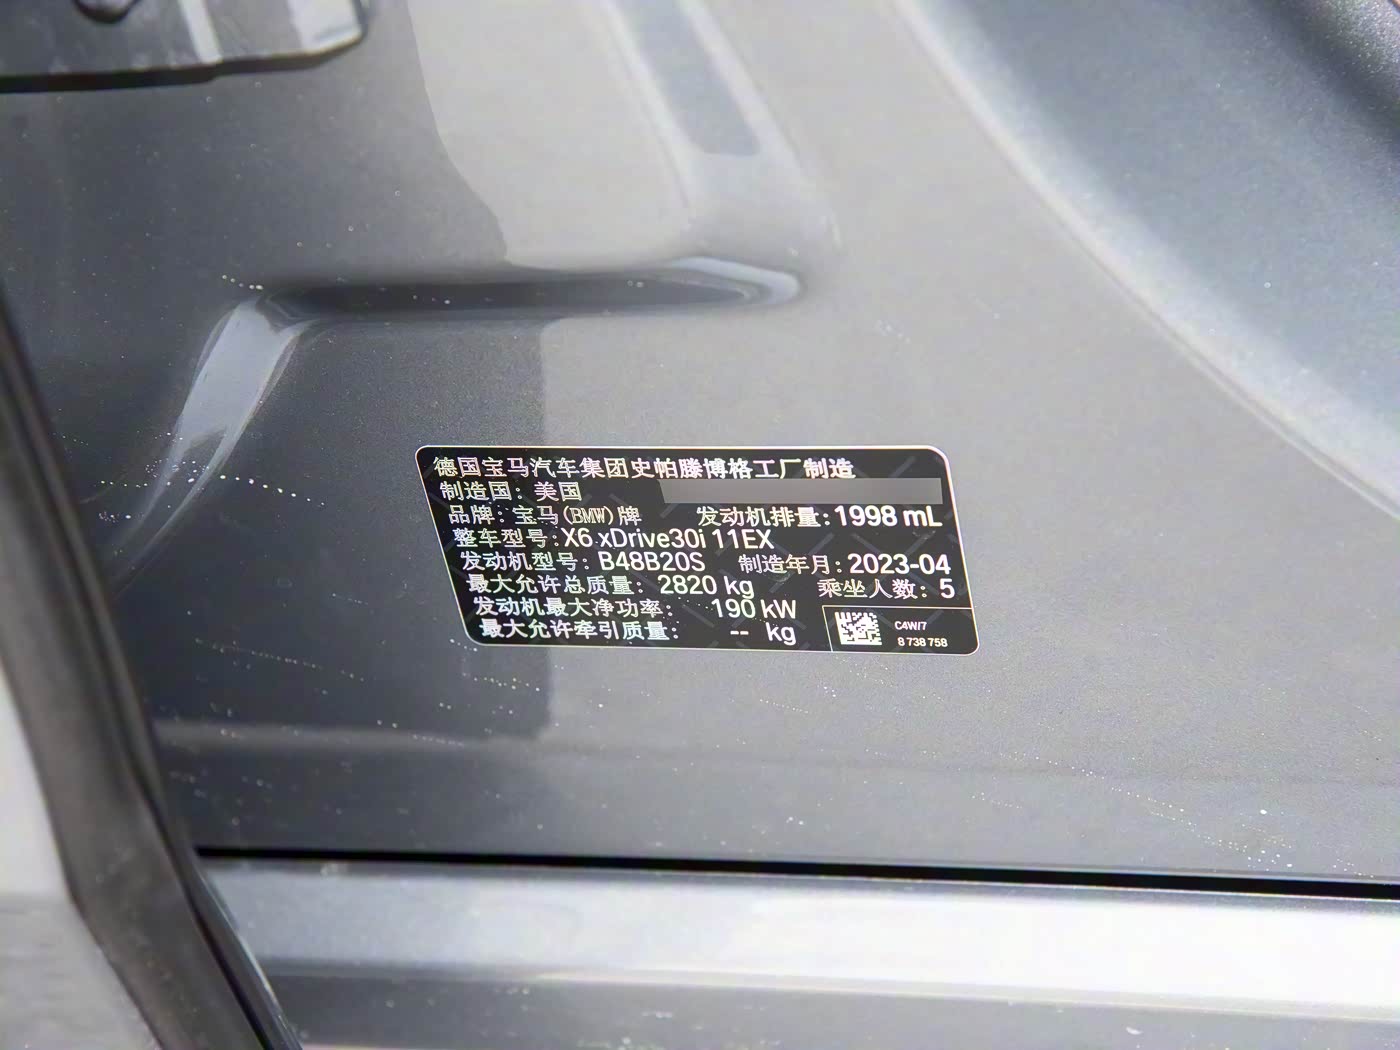 德国宝马汽车集团史帕滕博格工厂制造
制造国：美国
品牌：宝马(BMW)牌 发动机排量：1998 mL
整车型号：X6 xDrive30i 11EX
发动机型号：B48B20S 制造年月：2023-04
最大允许总质量：2820 kg 乘坐人数：5
发动机最大净功率：190 kW
最大允许牵引质量：-- kg
C4W/7
8 738 758